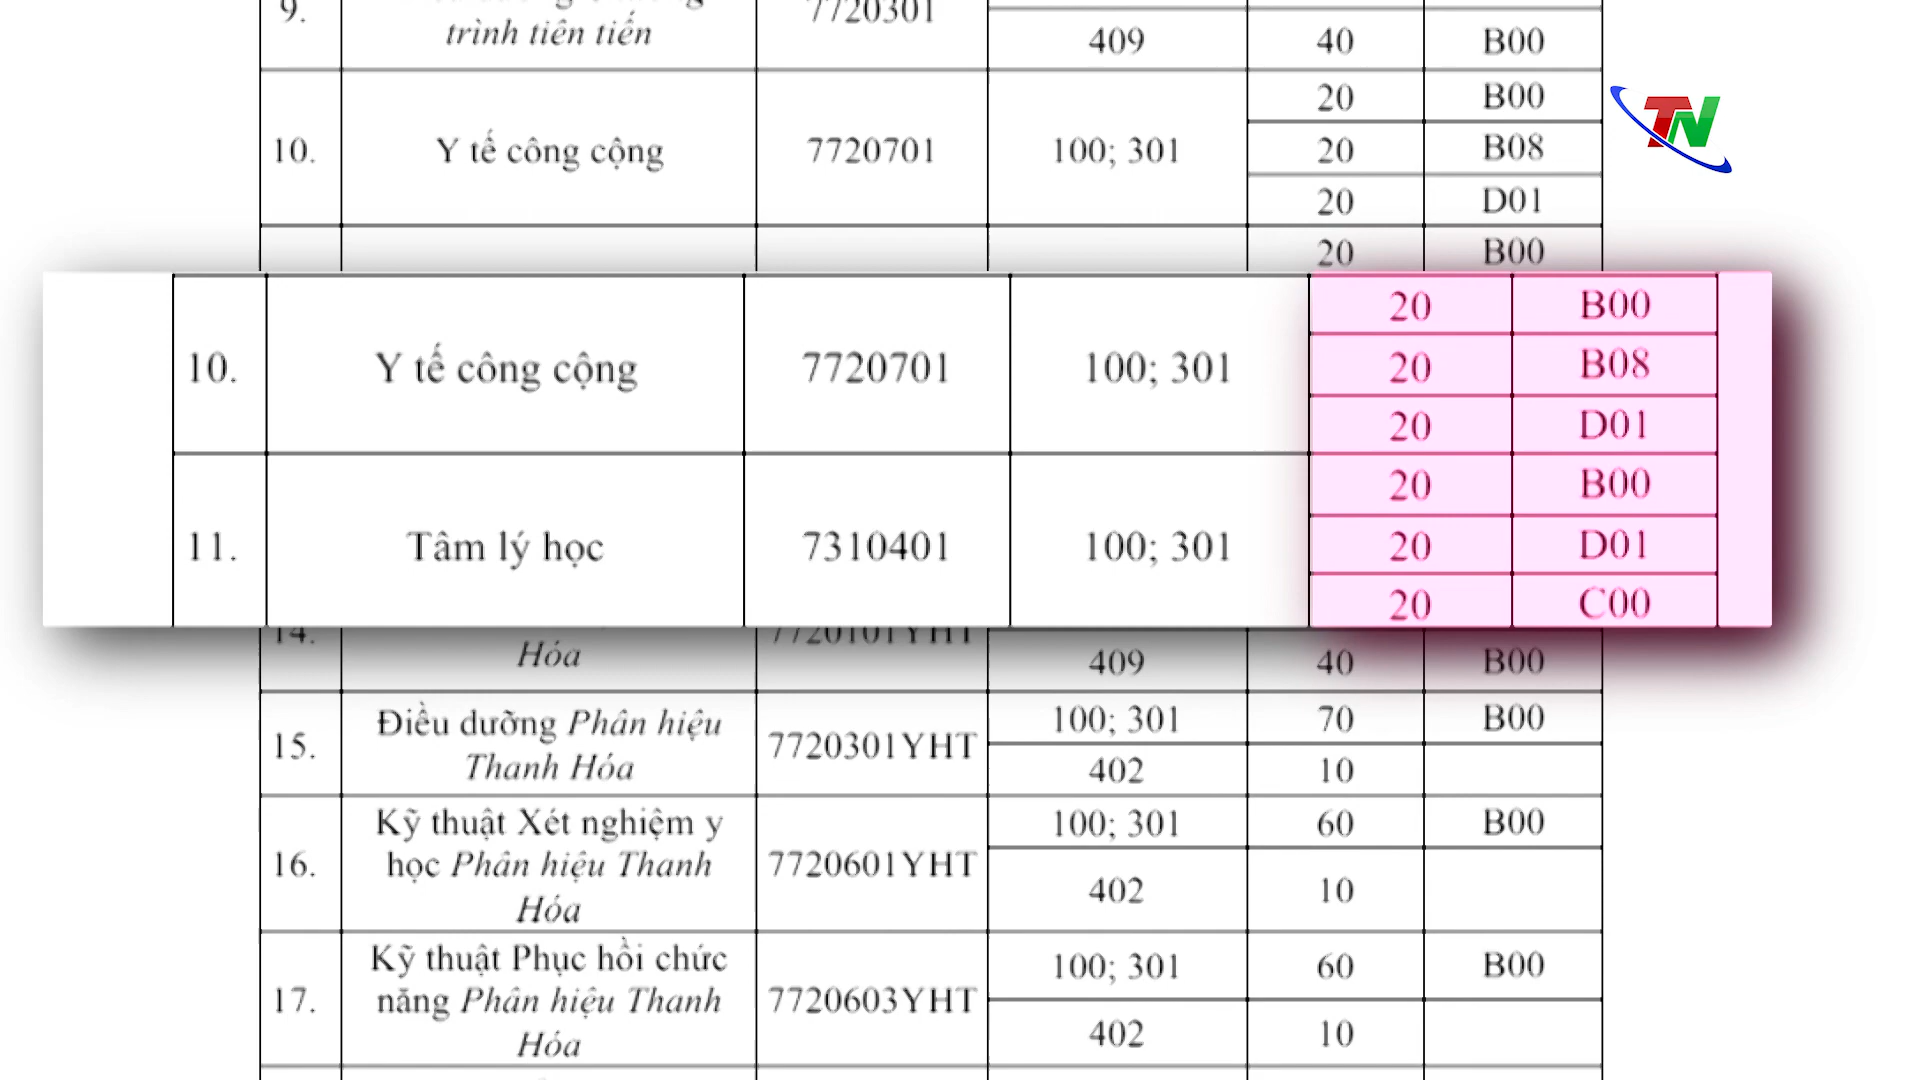 9.
trình tiên tiến
7720301
409 40 B00
20 B00
10. Y tế công cộng 7720701 100; 301 20 B08
20 D01
20 B00
TN
20 B00
10. Y tế công cộng 7720701 100; 301 20 B08
20 D01
20 B00
11. Tâm lý học 7310401 100; 301 20 D01
20 C00
14. Hóa 7720101YHT 409 40 B00
15. Điều dưỡng Phân hiệu
Thanh Hóa
7720301YHT
100; 301 70 B00
402 10
16. Kỹ thuật Xét nghiệm y
học Phân hiệu Thanh
Hóa
7720601YHT
100; 301 60 B00
402 10
17. Kỹ thuật Phục hồi chức
năng Phân hiệu Thanh
Hóa
7720603YHT
100; 301 60 B00
402 10